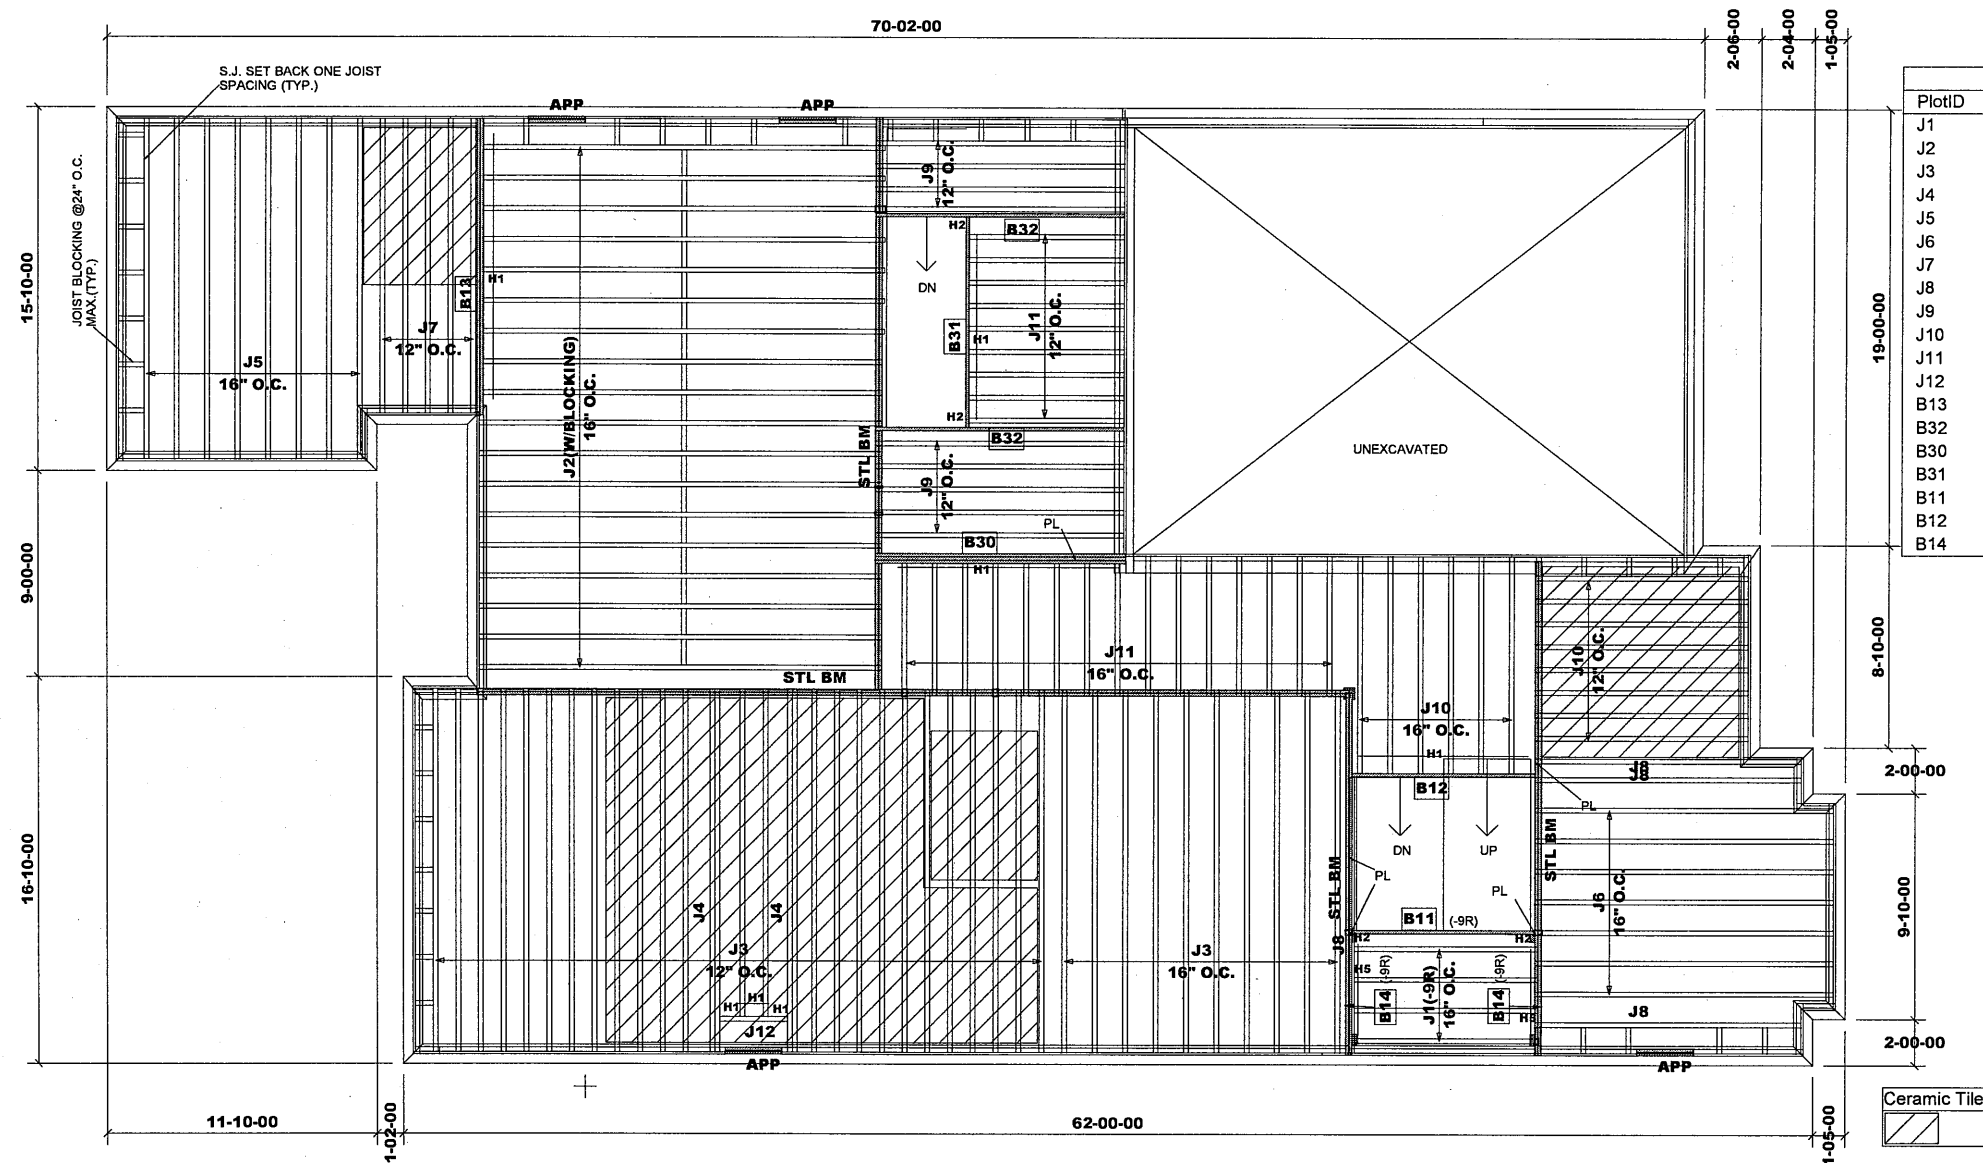 70-02-00
2-06-00
2-04-00
1-05-00
S.J. SET BACK ONE JOIST
SPACING (TYP.)
APP
APP
PlotID
J1
J2
J3
J4
J5
J6
J7
J8
J9
J10
J11
J12
B13
B32
B30
B31
B11
B12
B14
JOIST BLOCKING @24" O.C.
MAX.(TYP.)
15-10-00
J9
12" O.C.
H2
B32
DN
H1
B13
J7
12" O.C.
J5
16" O.C.
J2(W/BLOCKING)
16" O.C.
B31
H1
J11
12" O.C.
19-00-00
H2
B32
STL BM
UNEXCAVATED
J9
12" O.C.
PL
B30
H1
9-00-00
J11
16" O.C.
STL BM
J10
12" O.C.
8-10-00
J10
16" O.C.
H1
J8
J8
2-00-00
B12
PL
DN
UP
STL BM
16-10-00
PL
PL
STL BM
J6
16" O.C.
9-10-00
J4
J4
B11
(-9R)
H2
H2
J8
J3
12" O.C.
J3
16" O.C.
H5
B14
(-9R)
J1(-9R)
16" O.C.
B14
(-9R)
H5
H1
H1
H1
J12
J8
2-00-00
APP
APP
Ceramic Tile
11-10-00
1-02-00
62-00-00
1-05-00